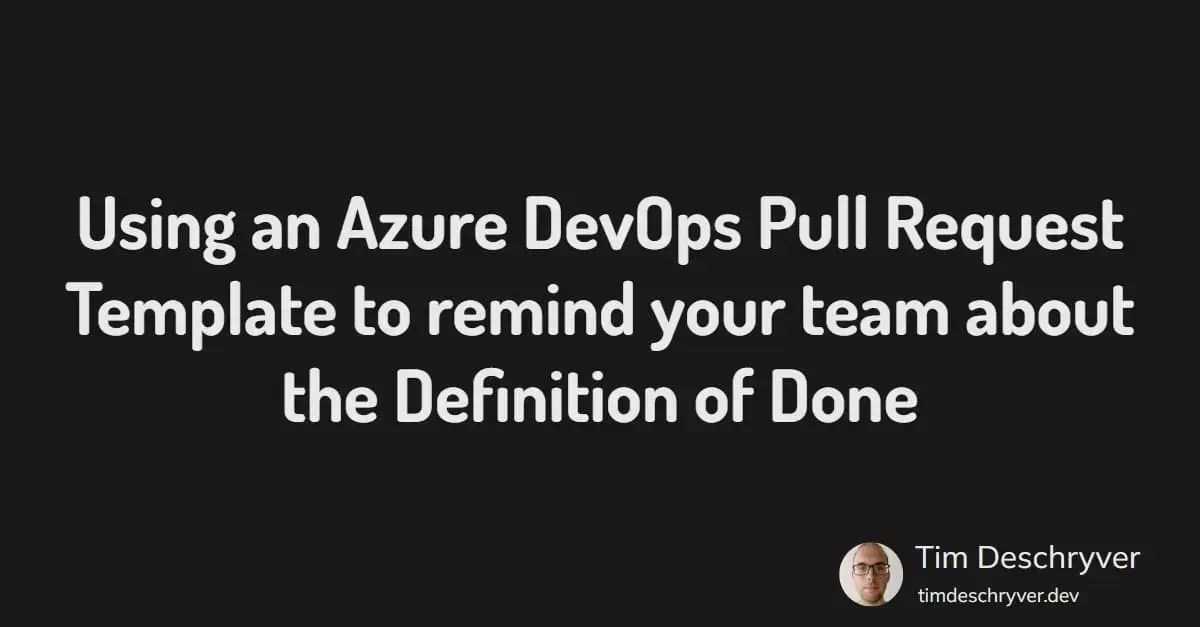 Using an Azure DevOps Pull Request
Template to remind your team about
the Definition of Done
Tim Deschryver
timdeschryver.dev